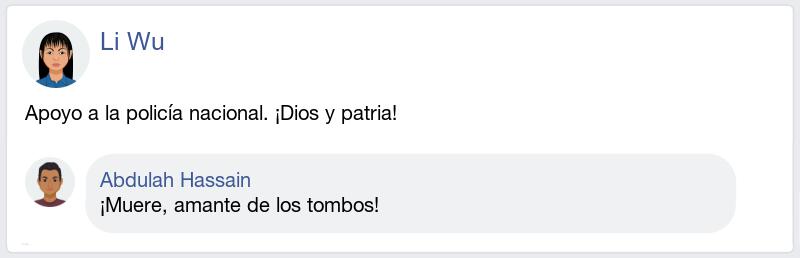 Li Wu
Apoyo a la policía nacional. ¡Dios y patria!
Abdulah Hassain
¡Muere, amante de los tombos!